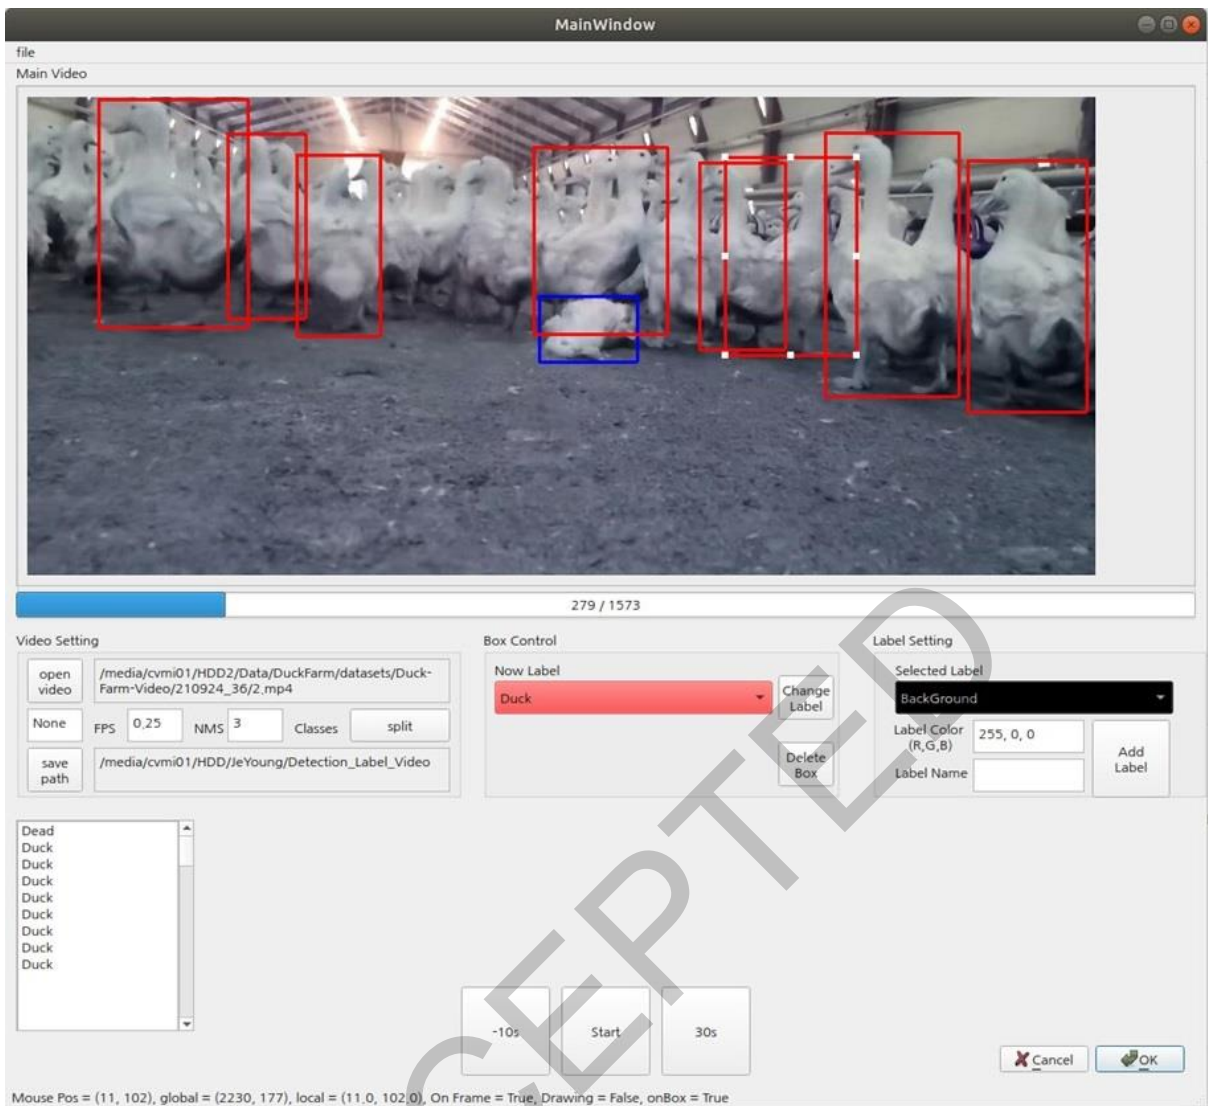 MainWindow
file
Main Video
279 / 1573
Video Setting
open video
/media/cvmi01/HDD2/Data/DuckFarm/datasets/Duck-
Farm-Video/210924_36/2.mp4
None
FPS
0.25
NMS
3
Classes
split
save path
/media/cvmi01/HDD/JeYoung/Detection_Label_Video
Box Control
Now Label
Duck
Change Label
Delete Box
Label Setting
Selected Label
BackGround
Label Color (R,G,B)
255, 0, 0
Label Name
Add Label
Dead
Duck
Duck
Duck
Duck
Duck
Duck
Duck
Duck
-10s
Start
30s
Cancel
OK
Mouse Pos = (11, 102), global = (2230, 177), local = (11.0, 102.0), On Frame = True, Drawing = False, onBox = True
CEPTED